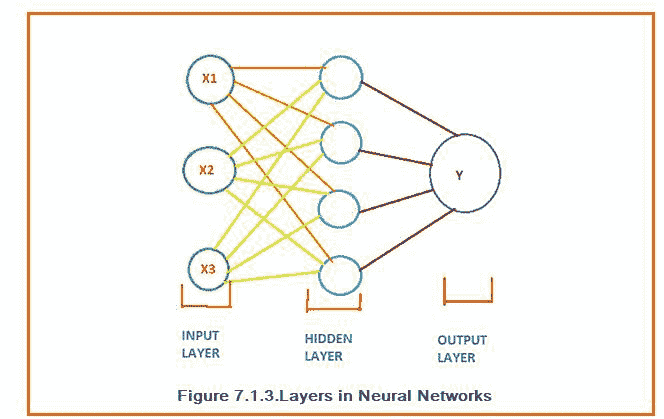 X1
X2
Y
X3
INPUT
LAYER
HIDDEN
LAYER
OUTPUT
LAYER
Figure 7.1.3.Layers in Neural Networks